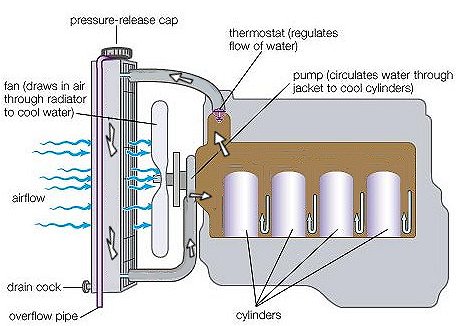 pressure-release cap
thermostat (regulates
flow of water)
pump (circulates water through
jacket to cool cylinders)
fan (draws in air
through radiator
to cool water)
airflow
drain cock
overflow pipe
cylinders